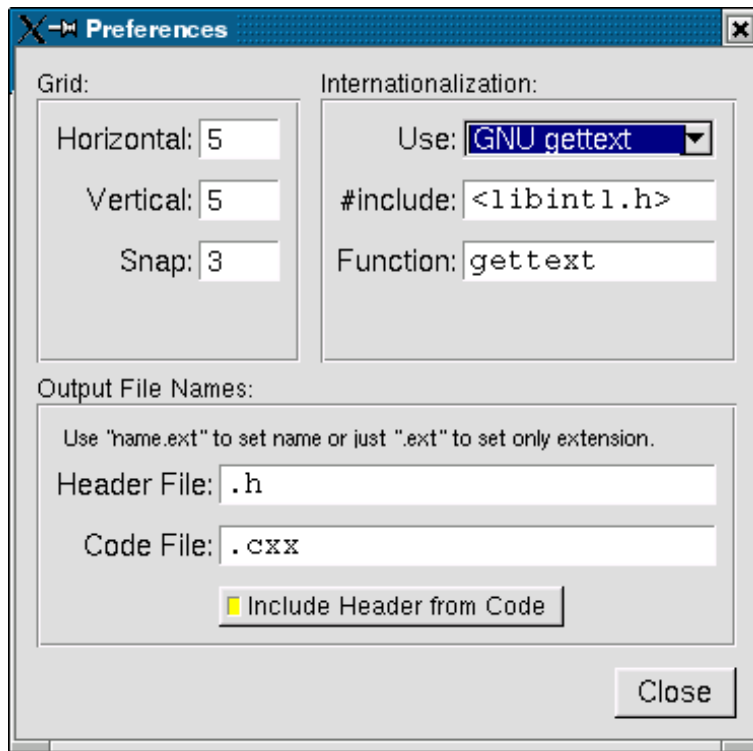 Preferences
Grid:
Horizontal: 5
Vertical: 5
Snap: 3
Internationalization:
Use: GNU gettext
#include: <libintl.h>
Function: gettext
Output File Names:
Use "name.ext" to set name or just ".ext" to set only extension.
Header File: .h
Code File: .cxx
Include Header from Code
Close